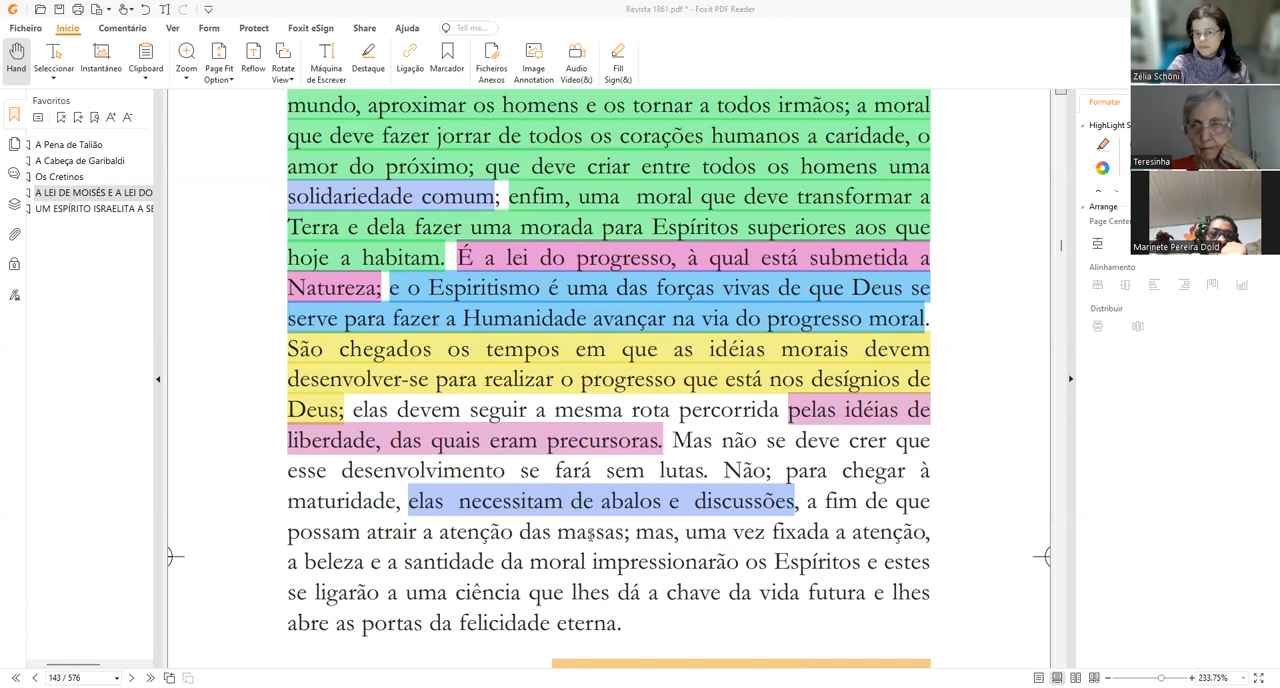 Revista 1861.pdf * - Foxit PDF Reader
Ficheiro Início Comentário Ver Form Protect Foxit eSign Share Ajuda Tell me...
Hand Seleccionar Instantâneo Clipboard Zoom Page Fit Option Reflow Rotate View Máquina de Escrever Destaque Ligação Marcador Ficheiros Anexos Image Annotation Audio Video(&) Fill Sign(&)
Favoritos
A Pena de Talião
A Cabeça de Garibaldi
Os Cretinos
A LEI DE MOISÉS E A LEI DO
UM ESPÍRITO ISRAELITA A SE
mundo, aproximar os homens e os tornar a todos irmãos; a moral
que deve fazer jorrar de todos os corações humanos a caridade, o
amor do próximo; que deve criar entre todos os homens uma
solidariedade comum; enfim, uma moral que deve transformar a
Terra e dela fazer uma morada para Espíritos superiores aos que
hoje a habitam. É a lei do progresso, à qual está submetida a
Natureza; e o Espiritismo é uma das forças vivas de que Deus se
serve para fazer a Humanidade avançar na via do progresso moral.
São chegados os tempos em que as idéias morais devem
desenvolver-se para realizar o progresso que está nos desígnios de
Deus; elas devem seguir a mesma rota percorrida pelas idéias de
liberdade, das quais eram precursoras. Mas não se deve crer que
esse desenvolvimento se fará sem lutas. Não; para chegar à
maturidade, elas necessitam de abalos e discussões, a fim de que
possam atrair a atenção das massas; mas, uma vez fixada a atenção,
a beleza e a santidade da moral impressionarão os Espíritos e estes
se ligarão a uma ciência que lhes dá a chave da vida futura e lhes
abre as portas da felicidade eterna.
Zélia Schöni
Teresinha
Marinete Pereira Dold
Formatar
HighLight S
Arrange
Page Center
Alinhamento
Distribuir
143 / 576
233.75%